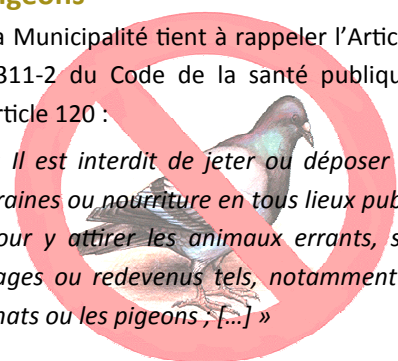 igeons
a Municipalité tient à rappeler l’Artic
311-2 du Code de la santé publiqu
rticle 120 :
Il est interdit de jeter ou déposer
raines ou nourriture en tous lieux pub
our y attirer les animaux errants, s
ages ou redevenus tels, notamment
hats ou les pigeons ; […] »